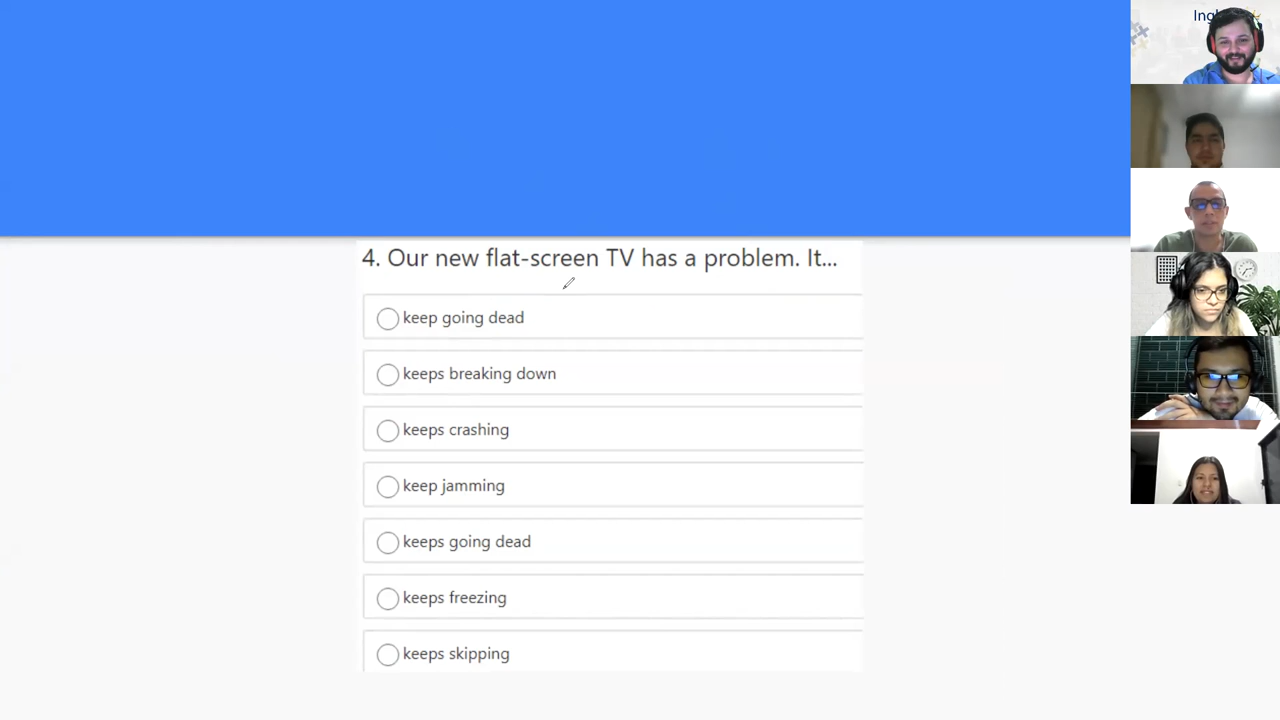 4. Our new flat-screen TV has a problem. It...
keep going dead
keeps breaking down
keeps crashing
keep jamming
keeps going dead
keeps freezing
keeps skipping